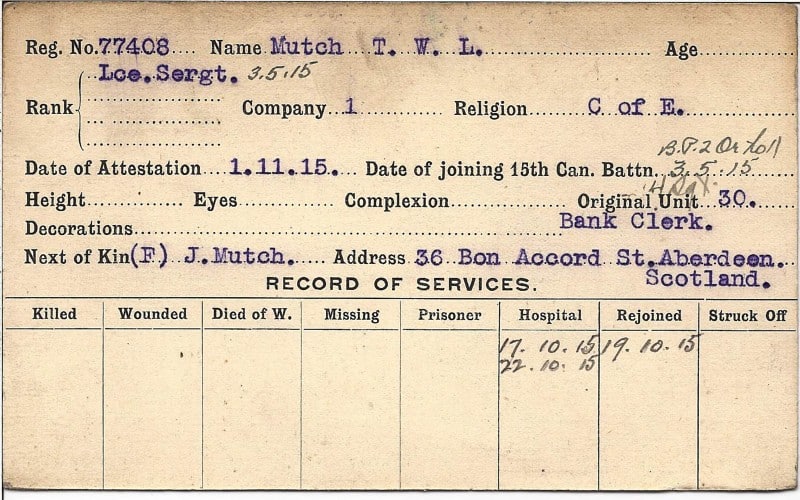 Reg. No. 77408 Name Mutch T. W. L. Age
Lce. Sergt. 3.5.15
Rank Company 1 Religion C of E.
B.P. 2 Or
Date of Attestation 1.11.15. Date of joining 15th Can. Battn. 3.5.15
Height Eyes Complexion Original Unit 30.
Decorations Bank Clerk.
Next of Kin (F) J. Mutch. Address 36 Bon Accord St. Aberdeen.
Scotland.
RECORD OF SERVICES.
Killed Wounded Died of W. Missing Prisoner Hospital Rejoined Struck Off
17.10.15 19.10.15
22.10.15